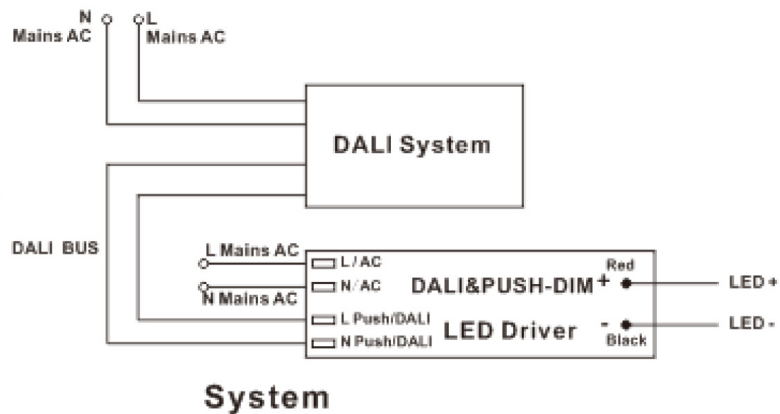 N
Mains AC
L
Mains AC
DALI System
DALI BUS
L Mains AC
N Mains AC
L/AC
N/AC
L Push/DALI
N Push/DALI
DALI&PUSH-DIM
LED Driver
+
Red
-
Black
LED+
LED-
System